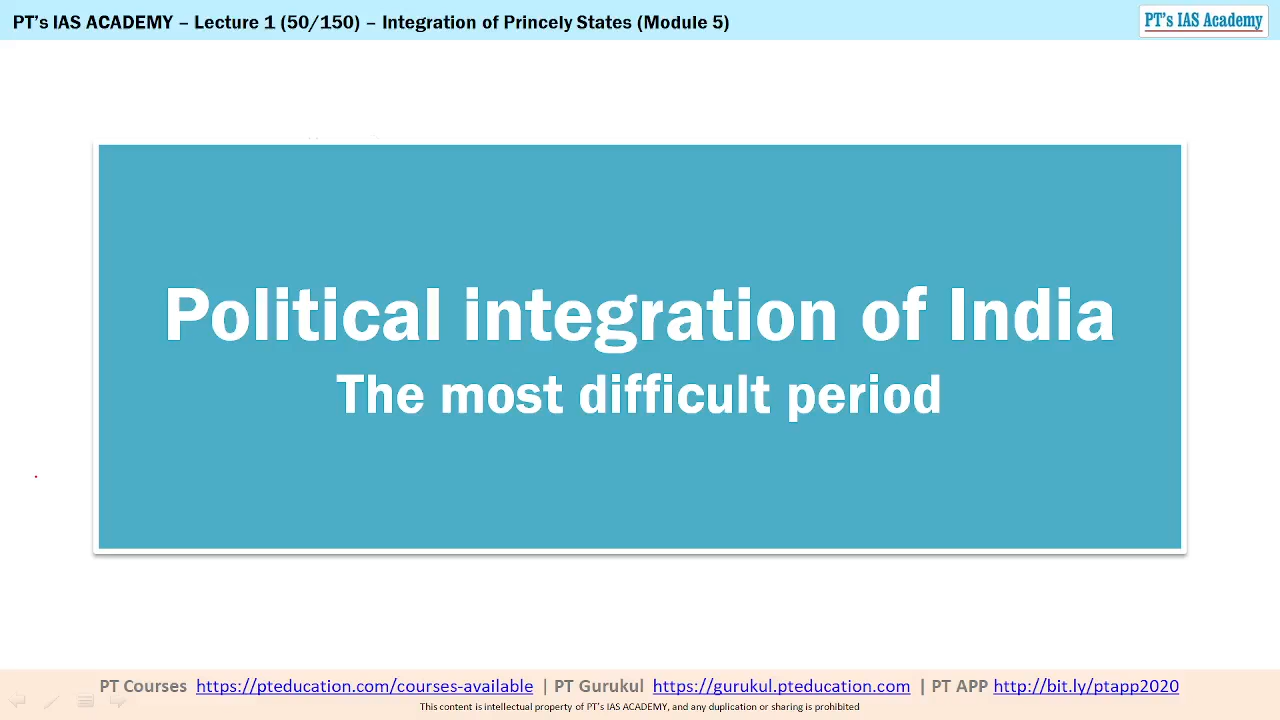 PT's IAS ACADEMY – Lecture 1 (50/150) – Integration of Princely States (Module 5)
PT's IAS Academy
Political integration of India
The most difficult period
PT Courses https://pteducation.com/courses-available | PT Gurukul https://gurukul.pteducation.com | PT APP http://bit.ly/ptapp2020
This content is intellectual property of PT's IAS ACADEMY, and any duplication or sharing is prohibited